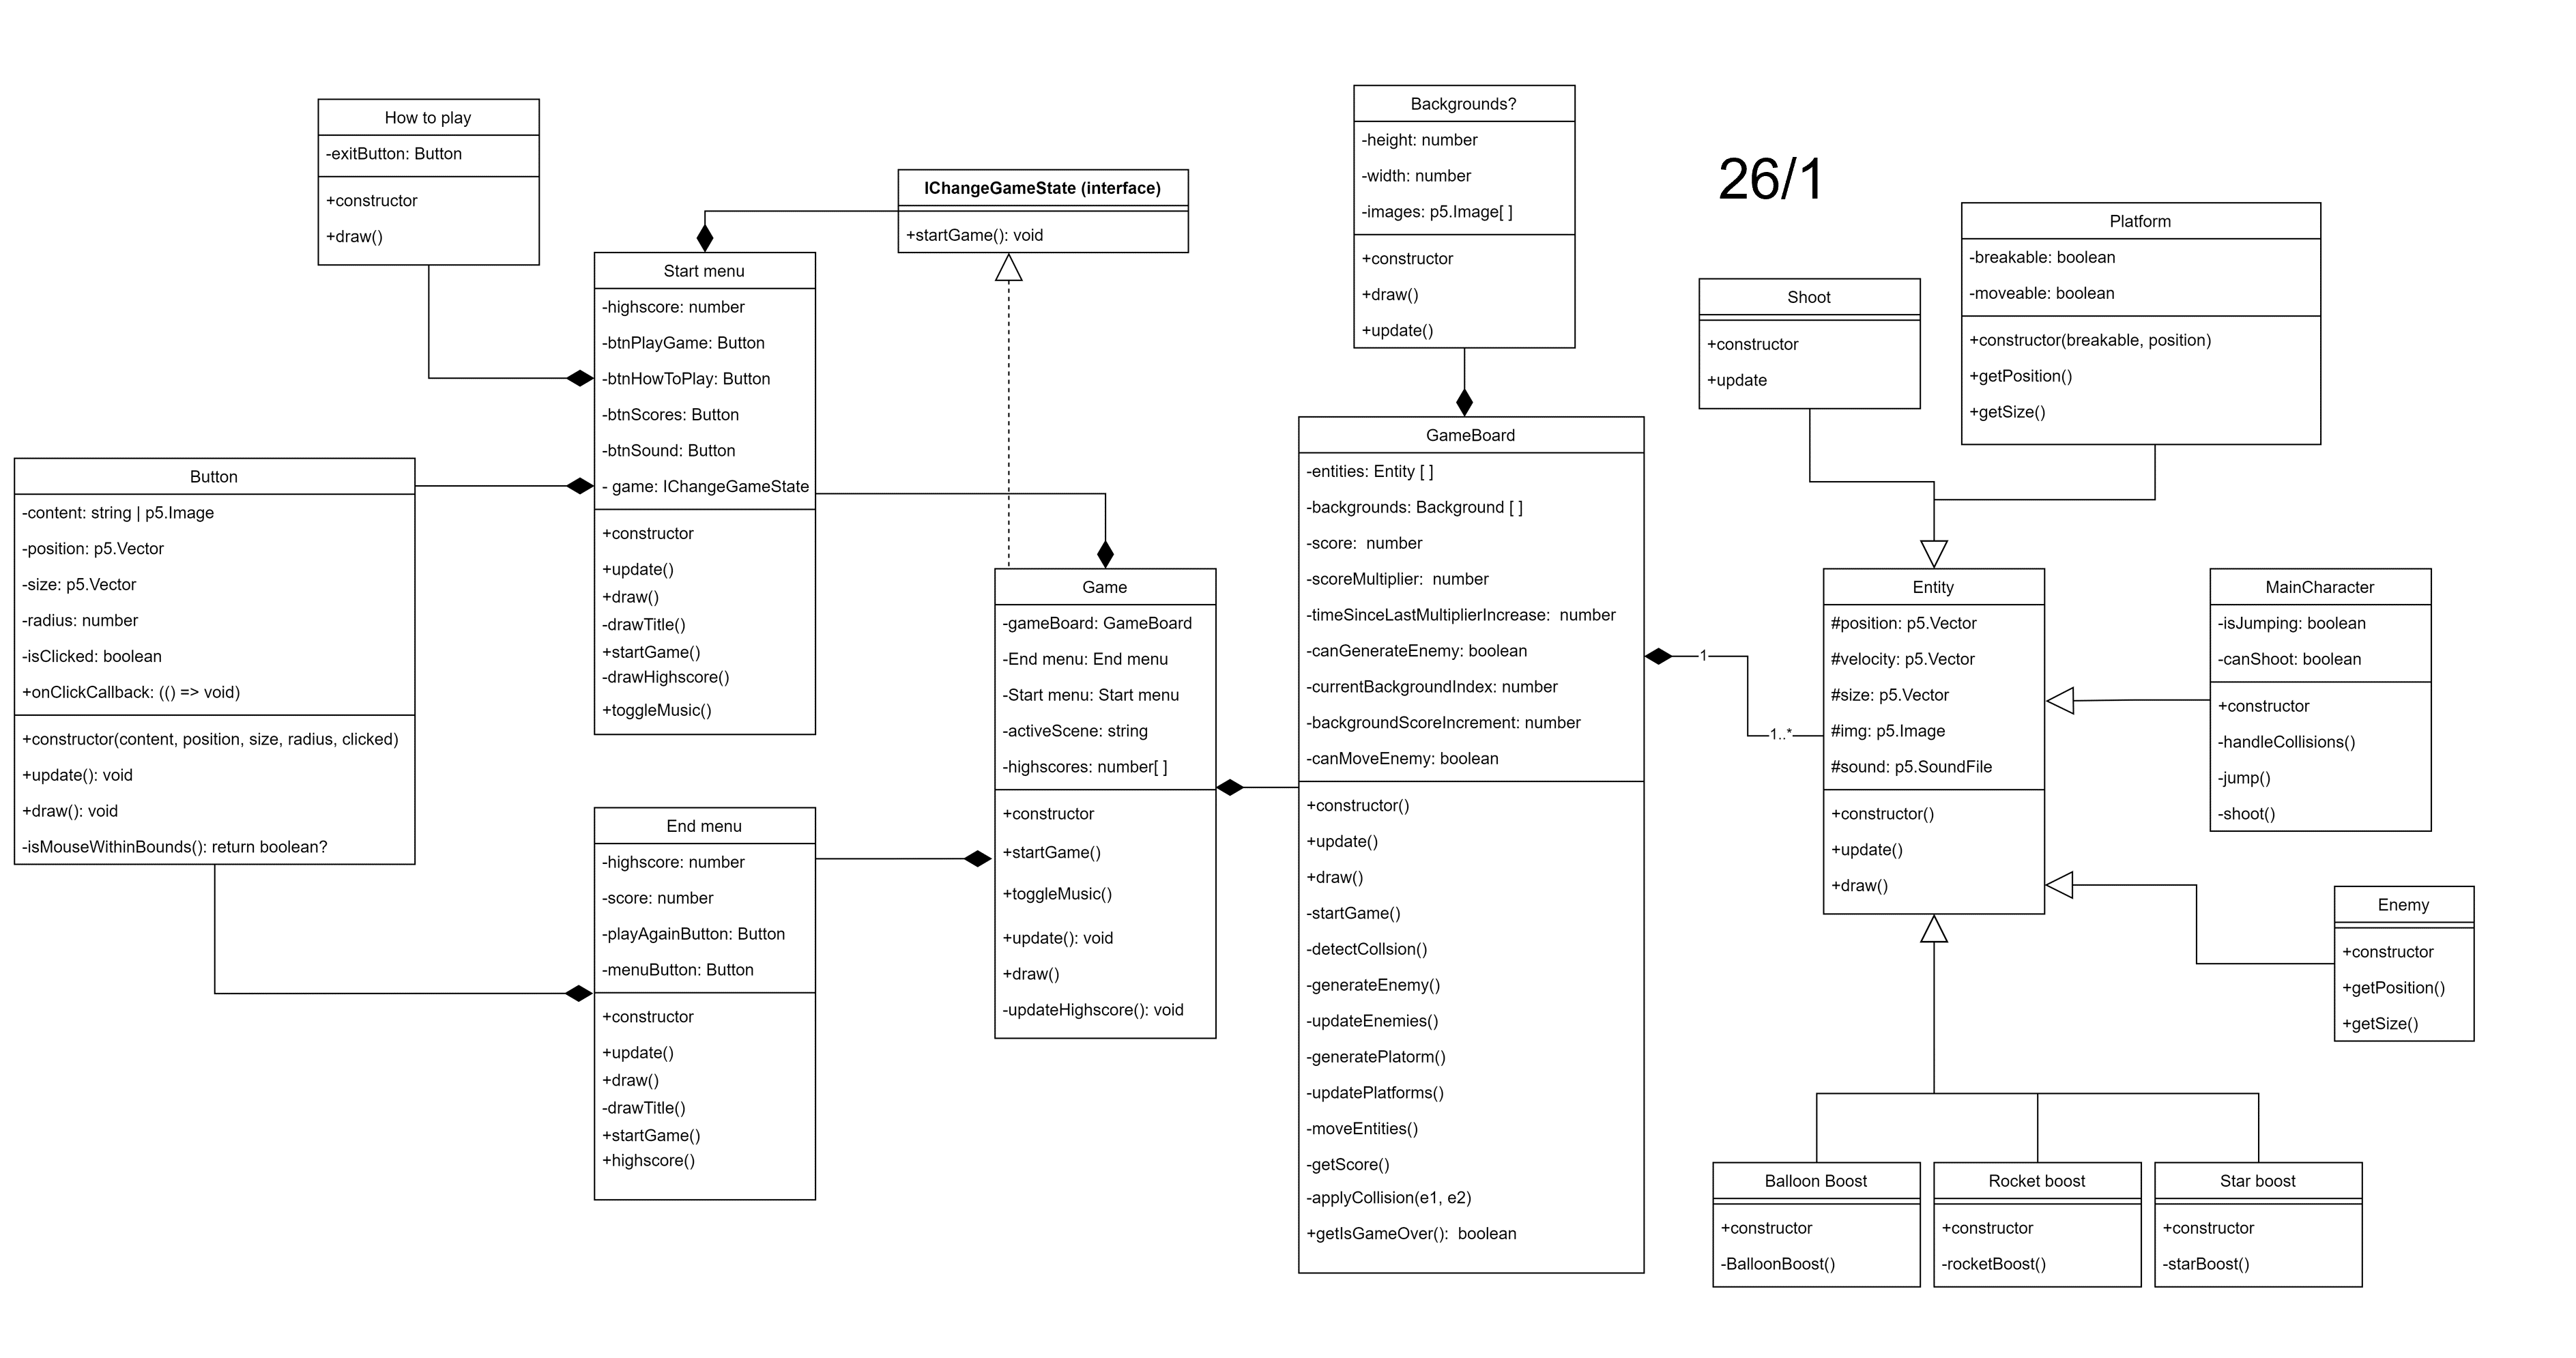 How to play
-exitButton: Button
+constructor
+draw()
Button
-content: string | p5.Image
-position: p5.Vector
-size: p5.Vector
-radius: number
-isClicked: boolean
+onClickCallback: (() => void)
+constructor(content, position, size, radius, clicked)
+update(): void
+draw(): void
-isMouseWithinBounds(): return boolean?
Start menu
-highscore: number
-btnPlayGame: Button
-btnHowToPlay: Button
-btnScores: Button
-btnSound: Button
- game: IChangeGameState
+constructor
+update()
+draw()
-drawTitle()
+startGame()
-drawHighscore()
+toggleMusic()
End menu
-highscore: number
-score: number
-playAgainButton: Button
-menuButton: Button
+constructor
+update()
+draw()
-drawTitle()
+startGame()
+highscore()
IChangeGameState (interface)
+startGame(): void
Game
-gameBoard: GameBoard
-End menu: End menu
-Start menu: Start menu
-activeScene: string
-highscores: number[ ]
+constructor
+startGame()
+toggleMusic()
+update(): void
+draw()
-updateHighscore(): void
Backgrounds?
-height: number
-width: number
-images: p5.Image[ ]
+constructor
+draw()
+update()
GameBoard
-entities: Entity [ ]
-backgrounds: Background [ ]
-score:  number
-scoreMultiplier:  number
-timeSinceLastMultiplierIncrease:  number
-canGenerateEnemy: boolean
-currentBackgroundIndex: number
-backgroundScoreIncrement: number
-canMoveEnemy: boolean
+constructor()
+update()
+draw()
-startGame()
-detectCollsion()
-generateEnemy()
-updateEnemies()
-generatePlatorm()
-updatePlatforms()
-moveEntities()
-getScore()
-applyCollision(e1, e2)
+getIsGameOver():  boolean
1
1..*
26/1
Shoot
+constructor
+update
Platform
-breakable: boolean
-moveable: boolean
+constructor(breakable, position)
+getPosition()
+getSize()
Entity
#position: p5.Vector
#velocity: p5.Vector
#size: p5.Vector
#img: p5.Image
#sound: p5.SoundFile
+constructor()
+update()
+draw()
MainCharacter
-isJumping: boolean
-canShoot: boolean
+constructor
-handleCollisions()
-jump()
-shoot()
Enemy
+constructor
+getPosition()
+getSize()
Balloon Boost
+constructor
-BalloonBoost()
Rocket boost
+constructor
-rocketBoost()
Star boost
+constructor
-starBoost()